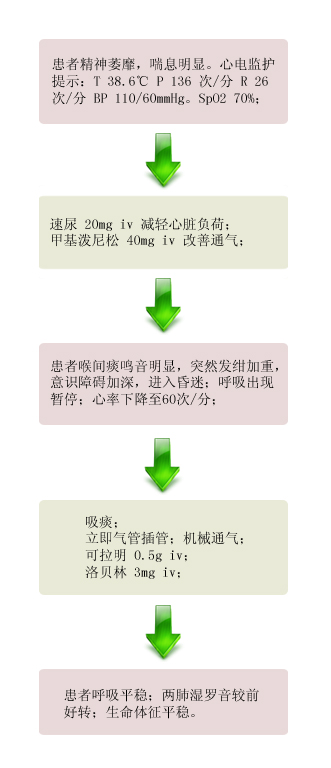 患者精神萎靡，喘息明显。心电监护
提示：T 38.6℃ P 136 次/分 R 26
次/分 BP 110/60mmHg。SpO2 70%；
速尿 20mg iv 减轻心脏负荷；
甲基泼尼松 40mg iv 改善通气；
患者喉间痰鸣音明显，突然发绀加重，
意识障碍加深，进入昏迷；呼吸出现
暂停；心率下降至60次/分；
吸痰；
立即气管插管；机械通气；
可拉明 0.5g iv；
洛贝林 3mg iv；
患者呼吸平稳；两肺湿罗音较前
好转；生命体征平稳。